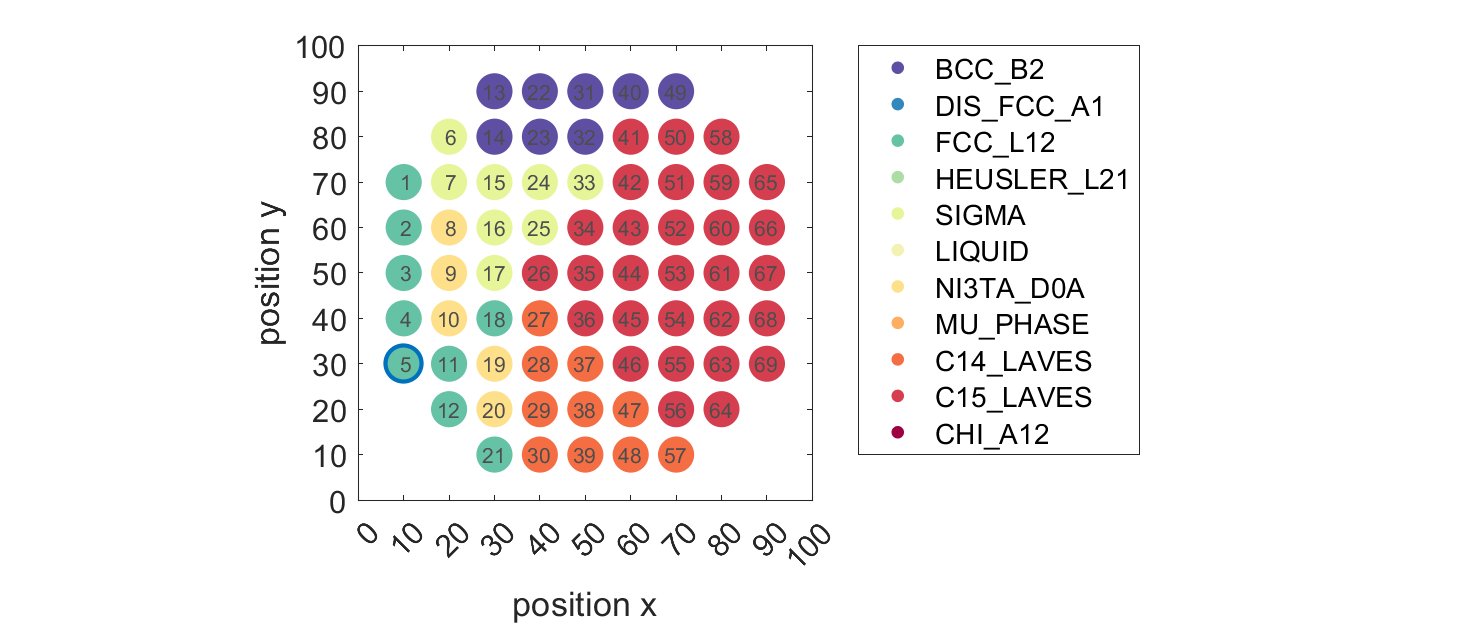 100
90
80
70
60
50
40
30
20
10
0
position y
13 22 31 40 49
6 14 23 32 41 50 58
1 7 15 24 33 42 51 59 65
2 8 16 25 34 43 52 60 66
3 9 17 26 35 44 53 61 67
4 10 18 27 36 45 54 62 68
5 11 19 28 37 46 55 63 69
12 20 29 38 47 56 64
21 30 39 48 57
0 10 20 30 40 50 60 70 80 90 100
position x
BCC_B2
DIS_FCC_A1
FCC_L12
HEUSLER_L21
SIGMA
LIQUID
NI3TA_D0A
MU_PHASE
C14_LAVES
C15_LAVES
CHI_A12